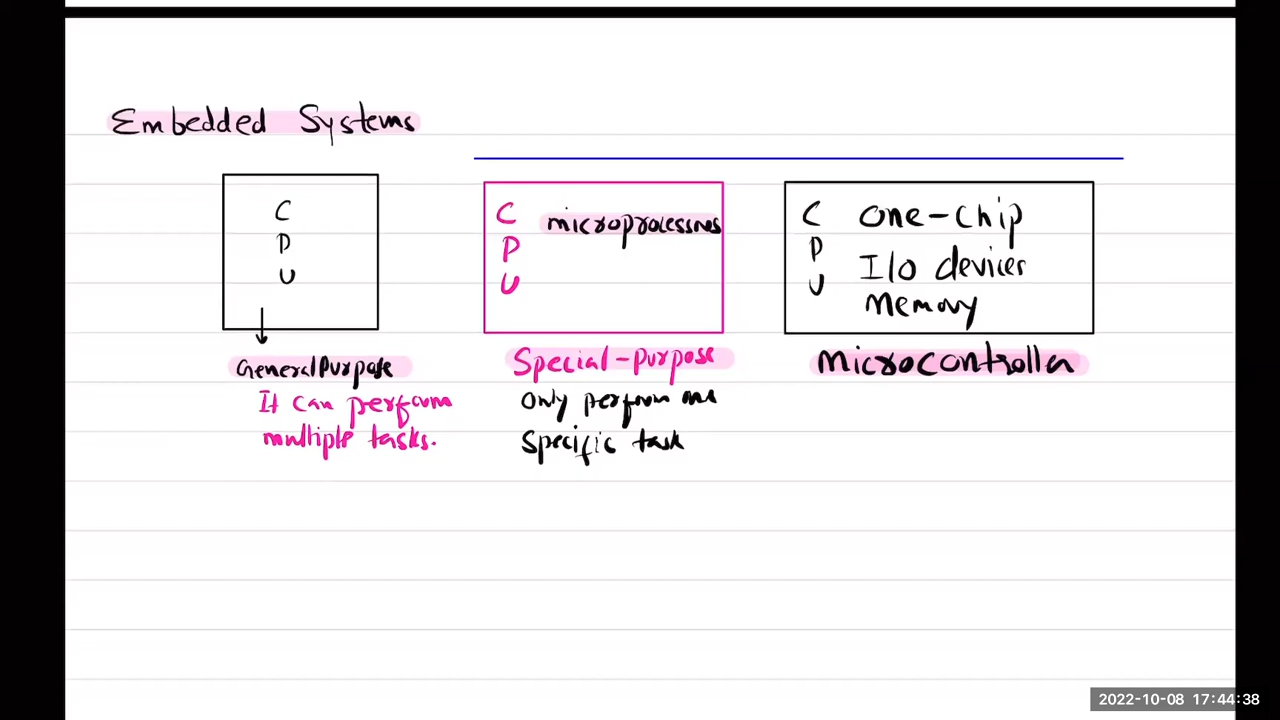 Embedded Systems
C
P
U
General Purpose
It can perform
multiple tasks.
C
P
U
microprocessors
Special-Purpose
Only perform one
Specific task
C
P
U
One-chip
I/O devices
Memory
Microcontroller
2022-10-08 17:44:38